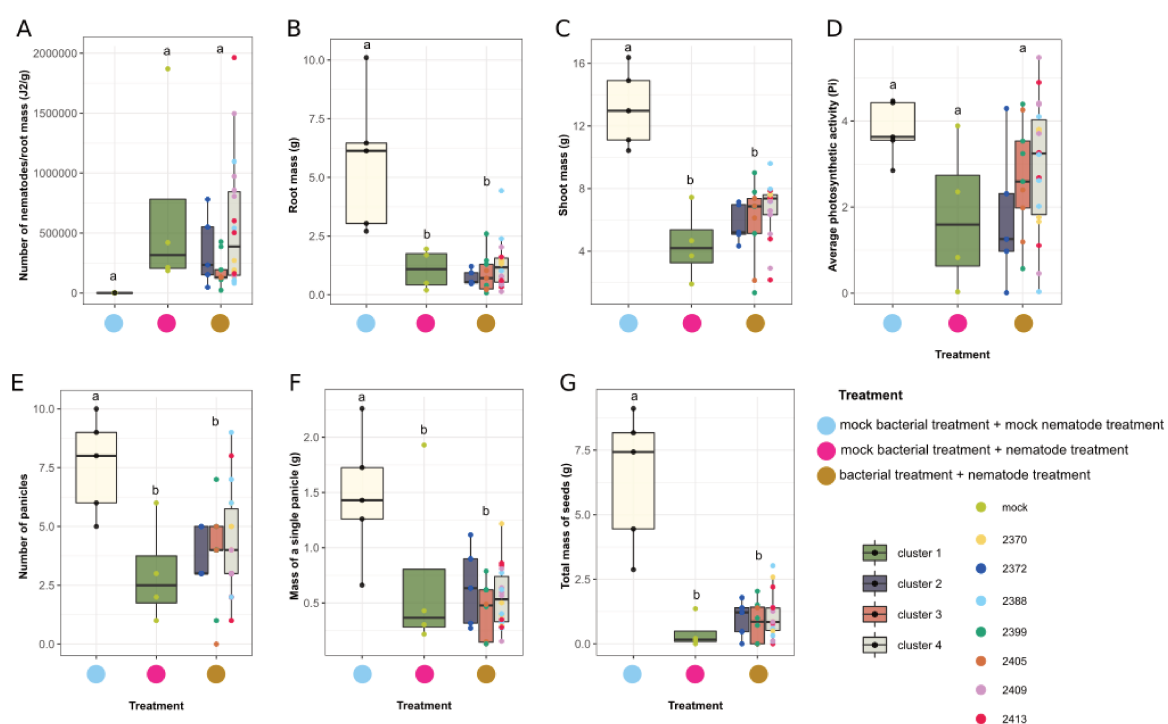 A
Number of nematodes/root mass (J2/g)
2000000
1500000
1000000
500000
0
a
a
a
B
Root mass (g)
10.0
7.5
5.0
2.5
0.0
a
b
b
C
Shoot mass (g)
16
12
8
4
a
b
b
D
Average photosynthetic activity (Pi)
4
2
0
a
a
a
Treatment
E
Number of panicles
10.0
7.5
5.0
2.5
0.0
a
b
b
Treatment
F
Mass of a single panicle (g)
2.0
1.5
1.0
0.5
a
b
b
Treatment
G
Total mass of seeds (g)
7.5
5.0
2.5
0.0
a
b
b
Treatment
Treatment
mock bacterial treatment + mock nematode treatment
mock bacterial treatment + nematode treatment
bacterial treatment + nematode treatment
cluster 1
cluster 2
cluster 3
cluster 4
mock
2370
2372
2388
2399
2405
2409
2413